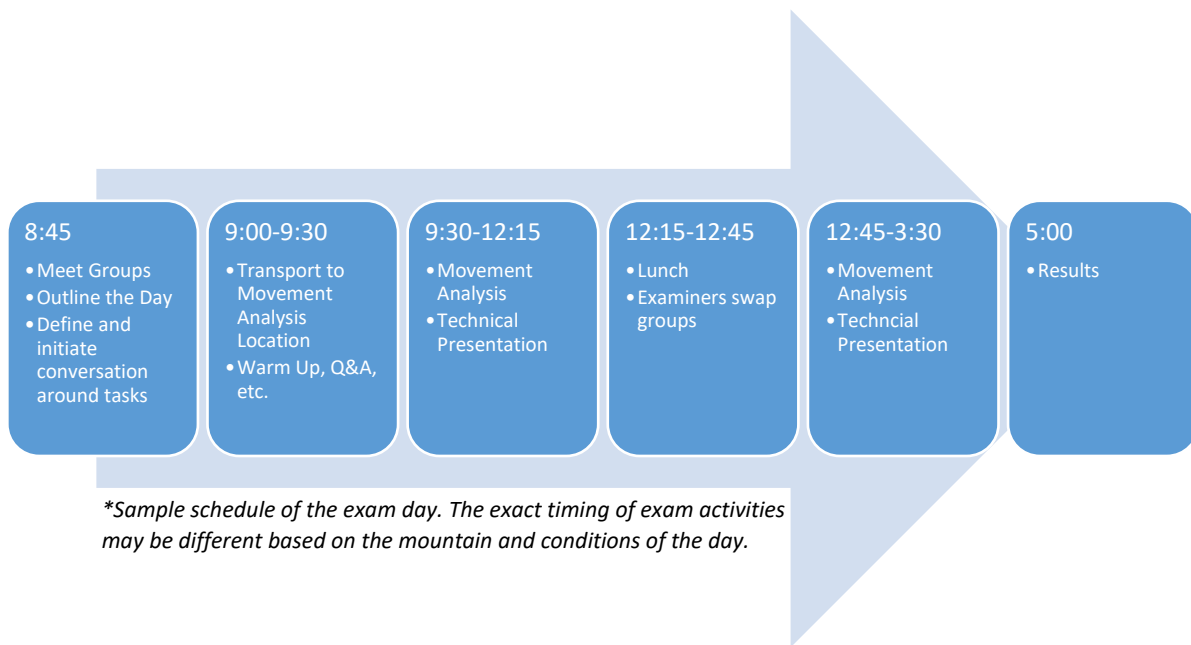 8:45
•Meet Groups
•Outline the Day
•Define and
initiate
conversation
around tasks
9:00-9:30
•Transport to
Movement
Analysis
Location
•Warm Up, Q&A,
etc.
9:30-12:15
•Movement
Analysis
•Technical
Presentation
12:15-12:45
•Lunch
•Examiners swap
groups
12:45-3:30
•Movement
Analysis
•Techncial
Presentation
5:00
•Results
*Sample schedule of the exam day. The exact timing of exam activities
may be different based on the mountain and conditions of the day.